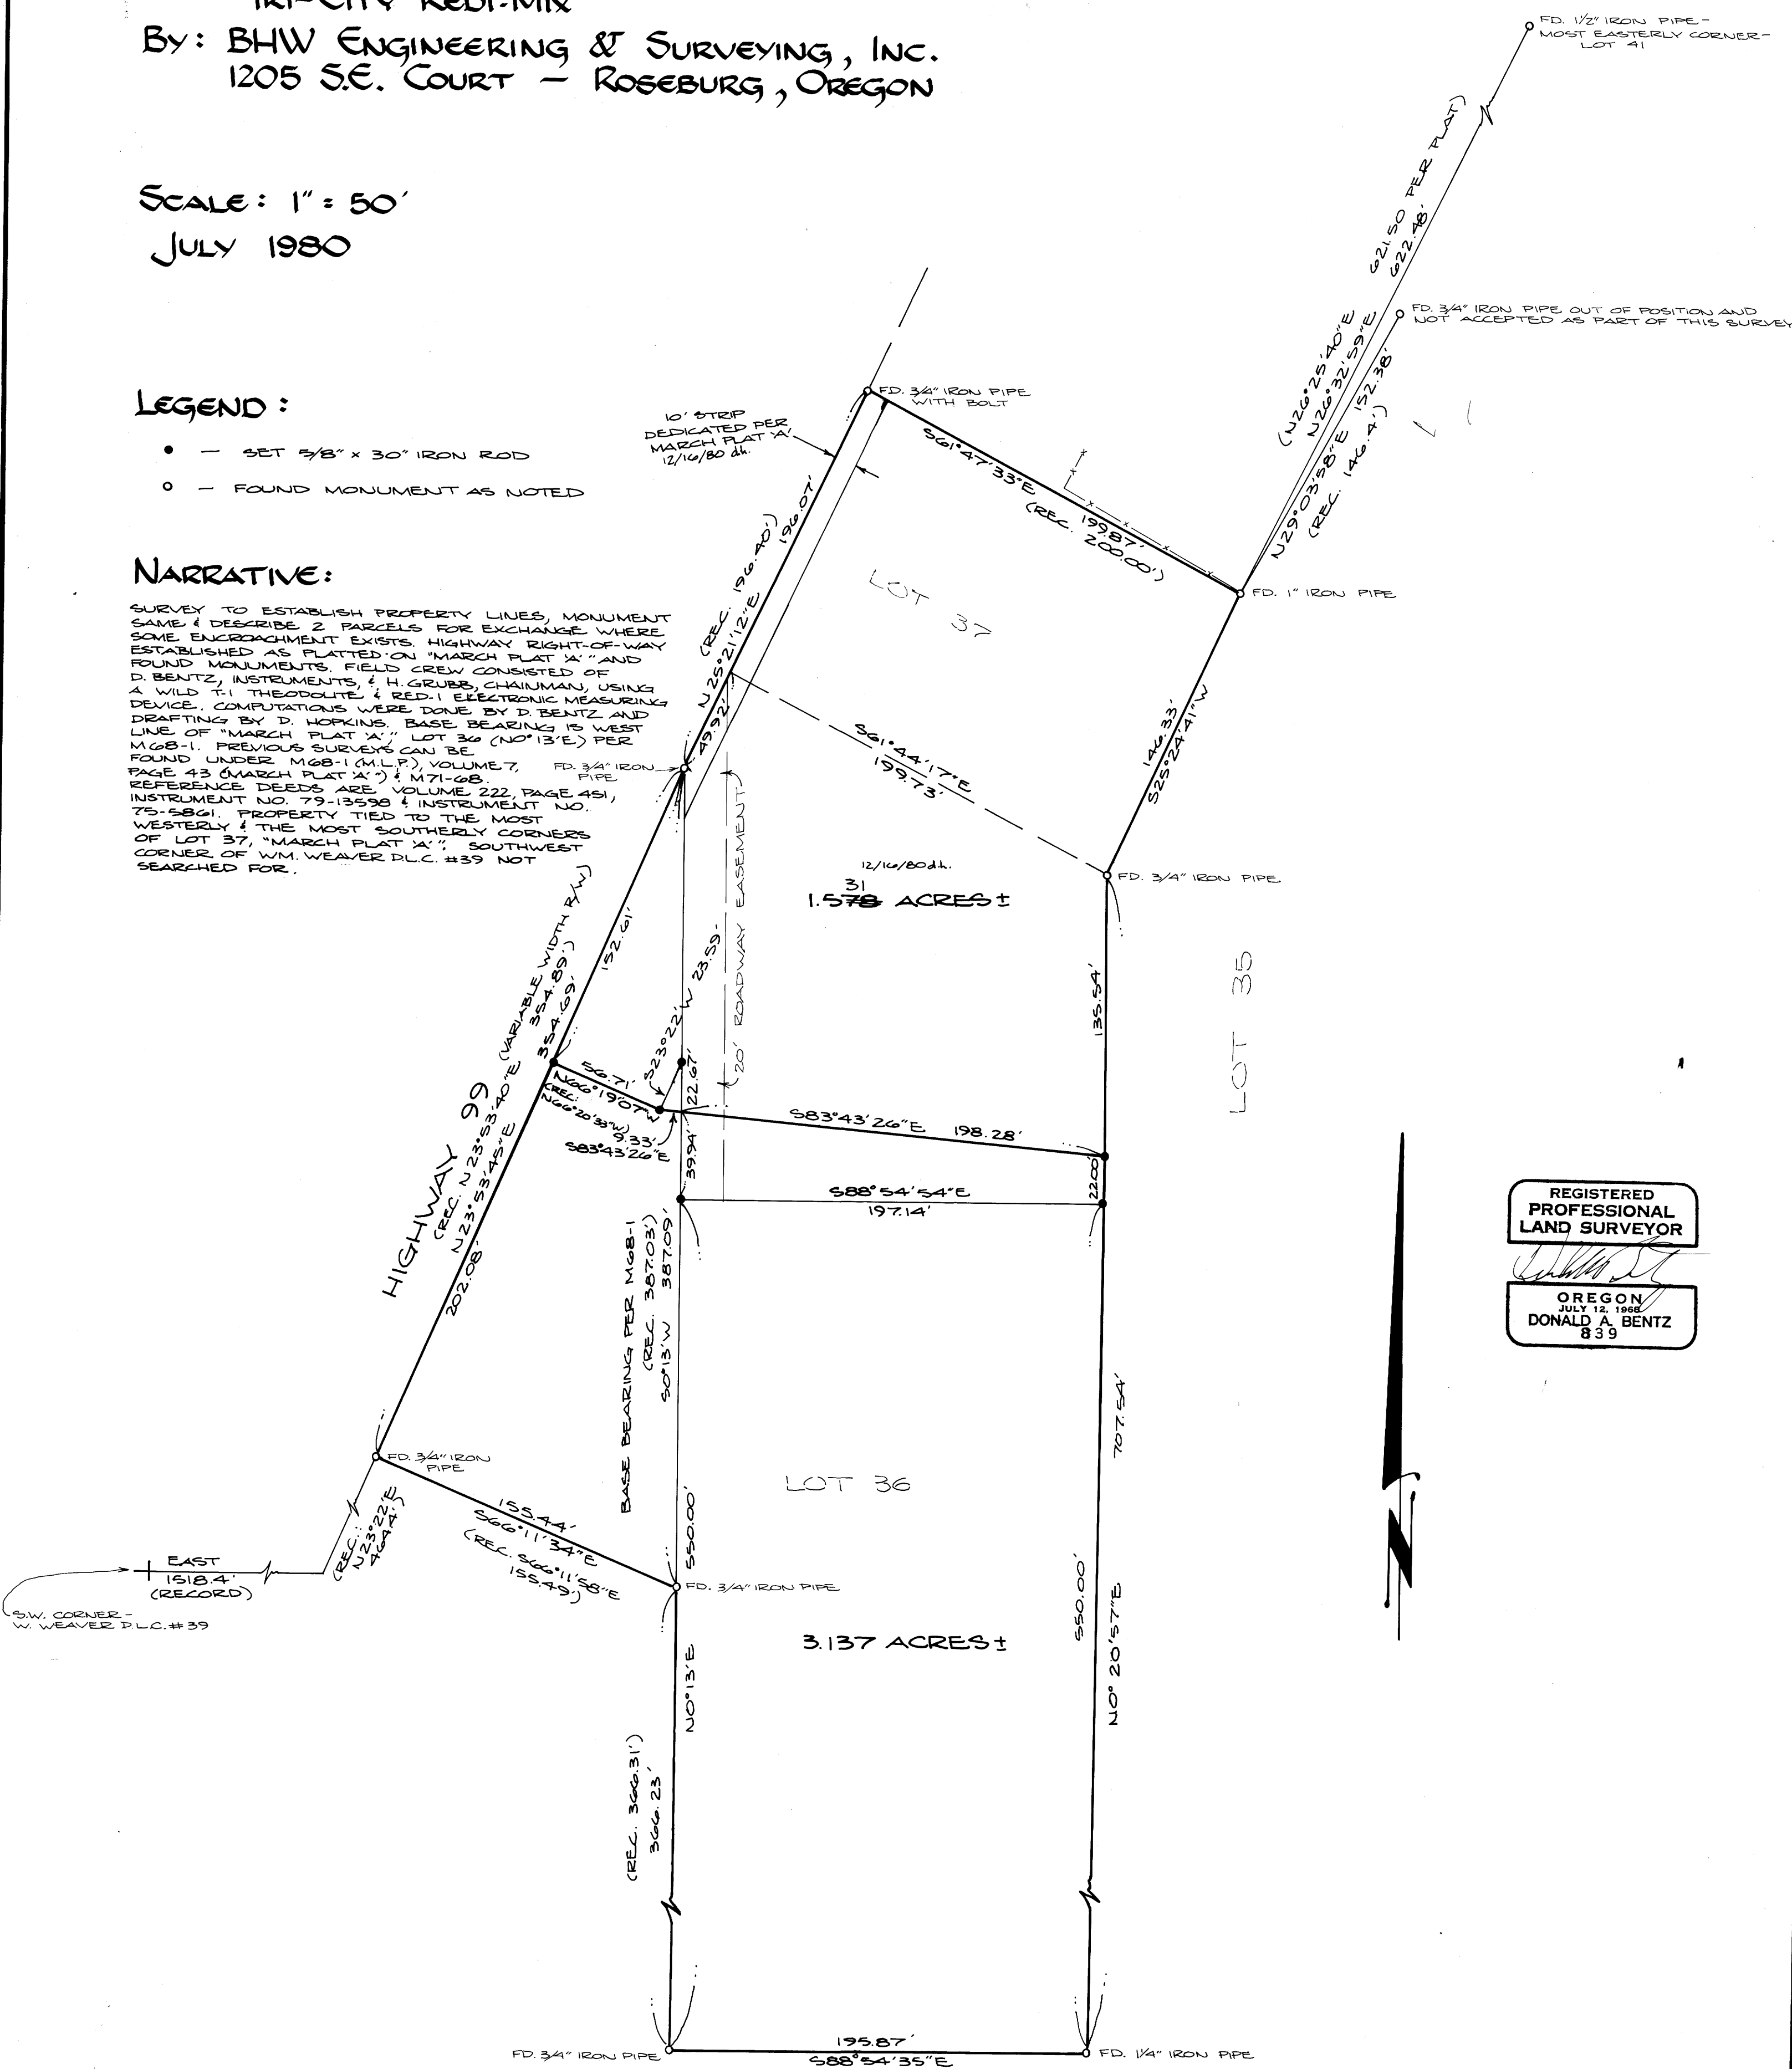 TRI-CITY REDI-MIX
BY: BHW ENGINEERING & SURVEYING, INC.
1205 S.E. COURT — ROSEBURG, OREGON
SCALE: 1" = 50'
JULY 1980
LEGEND:
● — SET 5/8" x 30" IRON ROD
○ — FOUND MONUMENT AS NOTED
NARRATIVE:
SURVEY TO ESTABLISH PROPERTY LINES, MONUMENT
SAME & DESCRIBE 2 PARCELS FOR EXCHANGE WHERE
SOME ENCROACHMENT EXISTS. HIGHWAY RIGHT-OF-WAY
ESTABLISHED AS PLATTED ON "MARCH PLAT 'A'" AND
FOUND MONUMENTS. FIELD CREW CONSISTED OF
D. BENTZ, INSTRUMENTS, & H. GRUBB, CHAINMAN, USING
A WILD T-1 THEODOLITE & RED-1 ELECTRONIC MEASURING
DEVICE. COMPUTATIONS WERE DONE BY D. BENTZ AND
DRAFTING BY D. HOPKINS. BASE BEARING IS WEST
LINE OF "MARCH PLAT 'A'", LOT 36 (N0°13'E) PER
M68-1. PREVIOUS SURVEYS CAN BE
FOUND UNDER M68-1 (M.L.P.), VOLUME 7,
PAGE 43 (MARCH PLAT 'A'") & M71-68.
REFERENCE DEEDS ARE VOLUME 222, PAGE 451,
INSTRUMENT NO. 79-13598 & INSTRUMENT NO.
75-5861. PROPERTY TIED TO THE MOST
WESTERLY & THE MOST SOUTHERLY CORNERS
OF LOT 37, "MARCH PLAT 'A'". SOUTHWEST
CORNER OF WM. WEAVER D.L.C. #39 NOT
SEARCHED FOR.
FD. 1/2" IRON PIPE-
MOST EASTERLY CORNER-
LOT 41
621.50 PER PLAT)
622.48'
(N26°25'40"E
N26°32'59"E
FD. 3/4" IRON PIPE OUT OF POSITION AND
NOT ACCEPTED AS PART OF THIS SURVEY
N29°03'58"E 152.38'
(REC. 146.4')
FD. 3/4" IRON PIPE
WITH BOLT
10' STRIP
DEDICATED PER
MARCH PLAT 'A'
12/16/80 d.h.
S61°47'33"E
199.87'
(REC. 200.00')
FD. 1" IRON PIPE
LOT 37
(REC. 196.40')
196.07'
N25°21'12"E
49.92'
FD. 3/4" IRON
PIPE
S61°44'17"E
199.73'
146.33'
S25°24'41"W
FD. 3/4" IRON PIPE
12/16/80 d.h.
31
1.578 ACRES ±
20' ROADWAY EASEMENT
LOT 35
135.54'
152.61'
HIGHWAY 99
(VARIABLE WIDTH R/W)
(REC. N23°53'40"E 354.89')
N23°53'45"E 354.69'
202.08'
S23°22'W 23.59'
56.71'
N66°19'07"W
(REC. N66°20'33"W)
9.33'
S83°43'26"E
22.67'
39.94'
S83°43'26"E 198.28'
22.00'
S88°54'54"E
197.14'
BASE BEARING PER M68-1
(REC. 387.03')
S0°13'W 387.09'
FD. 3/4" IRON
PIPE
155.44'
S66°11'34"E
(REC. S66°11'58"E
155.49')
(REC.:
N23°22'E
464.4')
EAST
1518.4'
(RECORD)
S.W. CORNER-
W. WEAVER D.L.C. #39
550.00'
FD. 3/4" IRON PIPE
LOT 36
3.137 ACRES ±
707.54'
550.00'
N0°20'57"E
N0°13'E
(REC. 366.31')
366.23'
FD. 3/4" IRON PIPE
195.87'
S88°54'35"E
FD. 1/4" IRON PIPE
N
REGISTERED
PROFESSIONAL
LAND SURVEYOR
OREGON
JULY 12, 1968
DONALD A. BENTZ
839